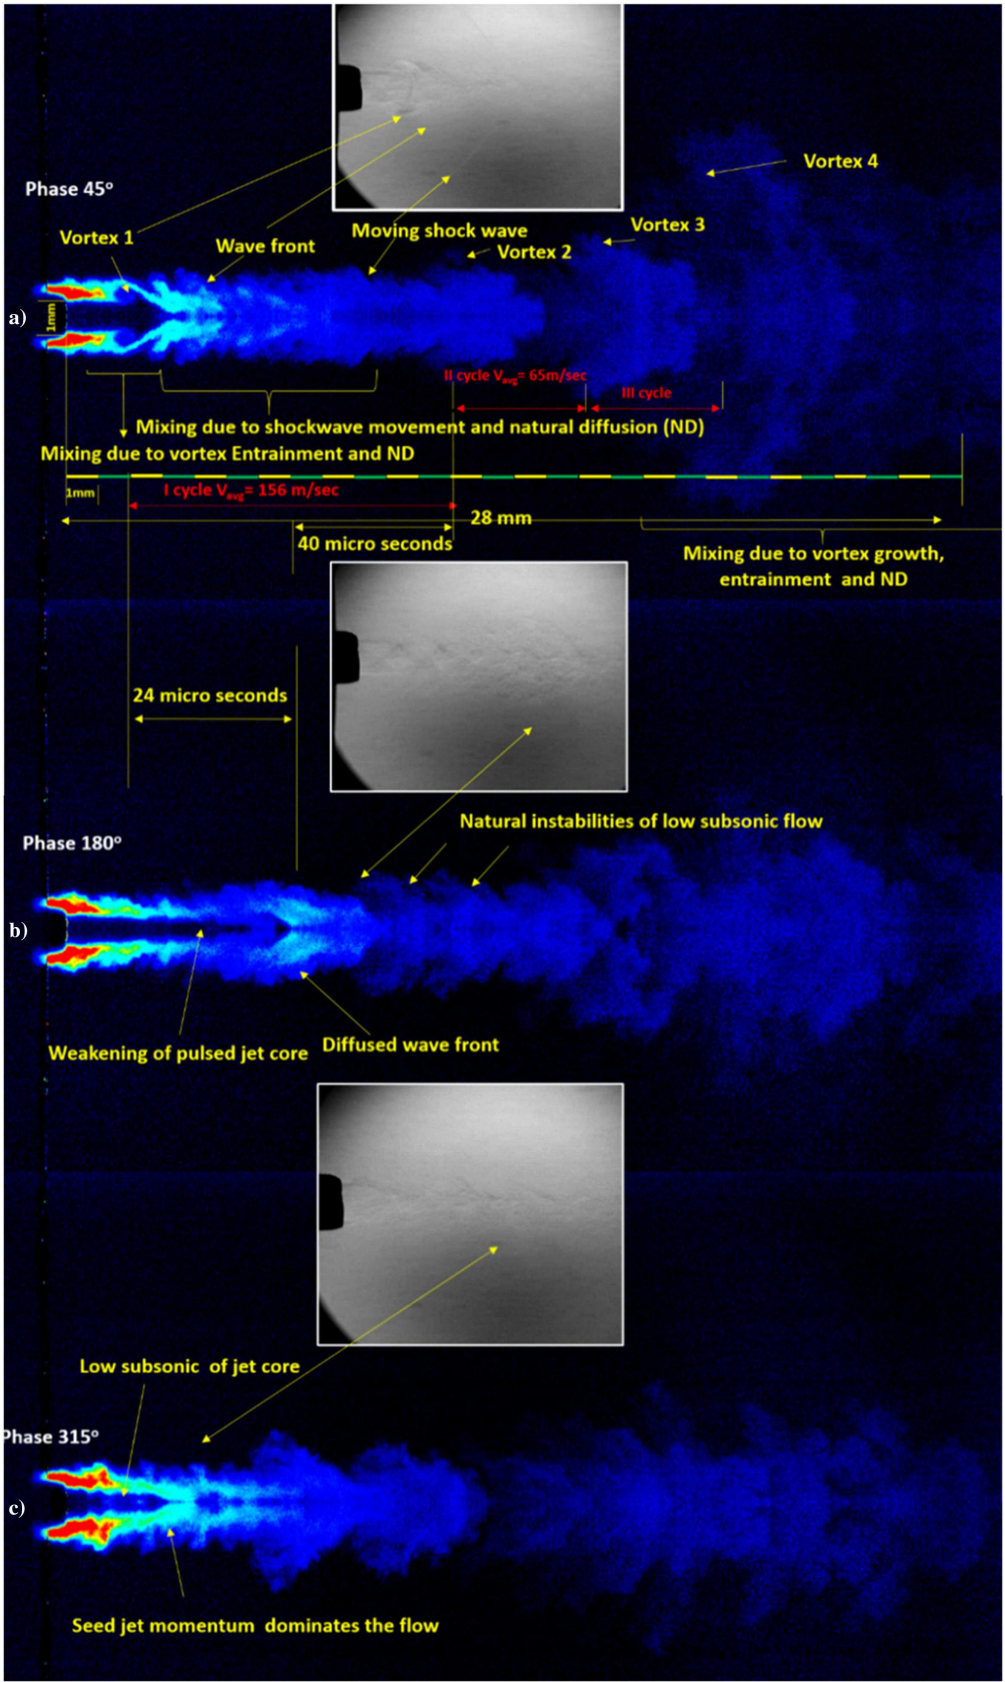 Phase 45°
Vortex 4
Vortex 3
Vortex 1
Wave front
Moving shock wave
Vortex 2
a)
1mm
II cycle Vavg= 65m/sec
III cycle
Mixing due to shockwave movement and natural diffusion (ND)
Mixing due to vortex Entrainment and ND
1mm
I cycle Vavg= 156 m/sec
28 mm
40 micro seconds
Mixing due to vortex growth,
entrainment and ND
24 micro seconds
Phase 180°
Natural instabilities of low subsonic flow
b)
Weakening of pulsed jet core
Diffused wave front
Low subsonic of jet core
Phase 315°
c)
Seed jet momentum dominates the flow